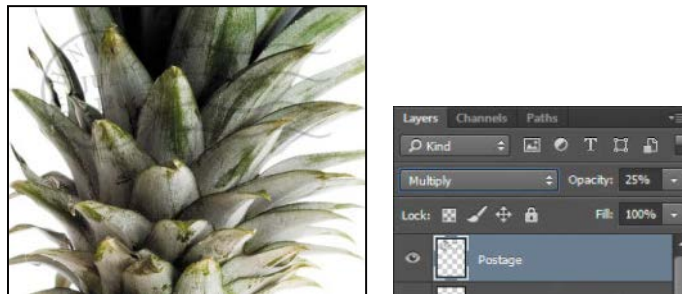 Layers Channels Paths
Kind
Multiply Opacity: 25%
Lock: Fill: 100%
Postage